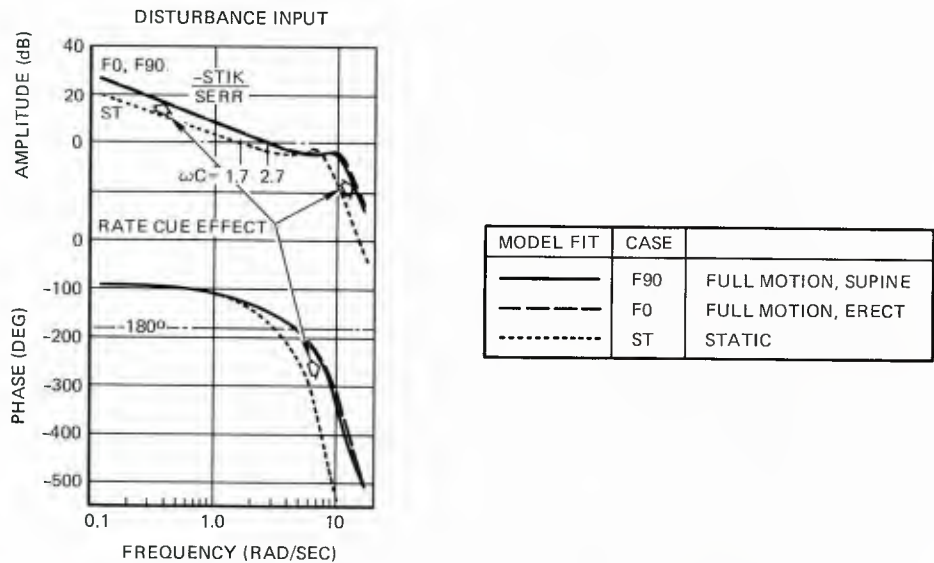 DISTURBANCE INPUT
AMPLITUDE (dB)
40
20
0
F0, F90
-STIK
SERR
ST
ωC= 1.7 2.7
RATE CUE EFFECT
0
-100
-180°
-200
-300
-400
-500
PHASE (DEG)
0.1 1.0 10
FREQUENCY (RAD/SEC)
MODEL FIT CASE
F90 FULL MOTION, SUPINE
F0 FULL MOTION, ERECT
ST STATIC